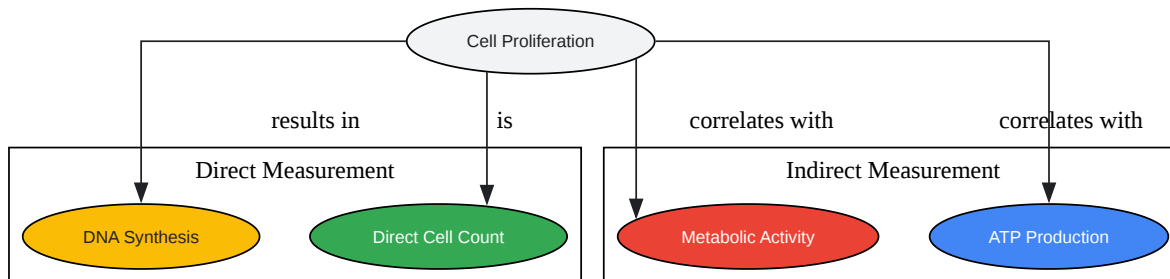 Cell Proliferation
results in
is
correlates with
correlates with
Direct Measurement
Indirect Measurement
DNA Synthesis
Direct Cell Count
Metabolic Activity
ATP Production